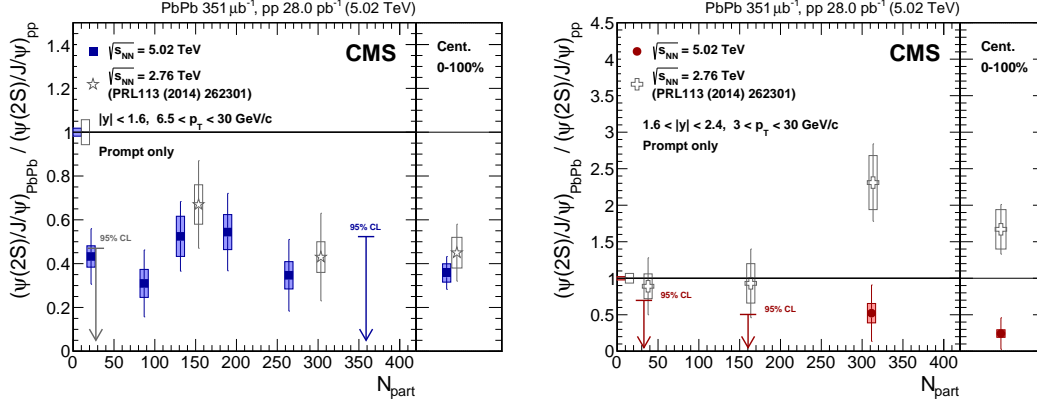 PbPb 351 μb⁻¹, pp 28.0 pb⁻¹ (5.02 TeV)
(ψ(2S)/J/ψ)PbPb / (ψ(2S)/J/ψ)pp
1.4
1.2
1
0.8
0.6
0.4
0.2
0
√sNN = 5.02 TeV
CMS
√sNN = 2.76 TeV
(PRL113 (2014) 262301)
|y| < 1.6, 6.5 < pT < 30 GeV/c
Prompt only
95% CL
95% CL
Cent.
0-100%
0 50 100 150 200 250 300 350 400
Npart
PbPb 351 μb⁻¹, pp 28.0 pb⁻¹ (5.02 TeV)
(ψ(2S)/J/ψ)PbPb / (ψ(2S)/J/ψ)pp
4.5
4
3.5
3
2.5
2
1.5
1
0.5
0
√sNN = 5.02 TeV
CMS
√sNN = 2.76 TeV
(PRL113 (2014) 262301)
1.6 < |y| < 2.4, 3 < pT < 30 GeV/c
Prompt only
95% CL
95% CL
Cent.
0-100%
0 50 100 150 200 250 300 350 400
Npart